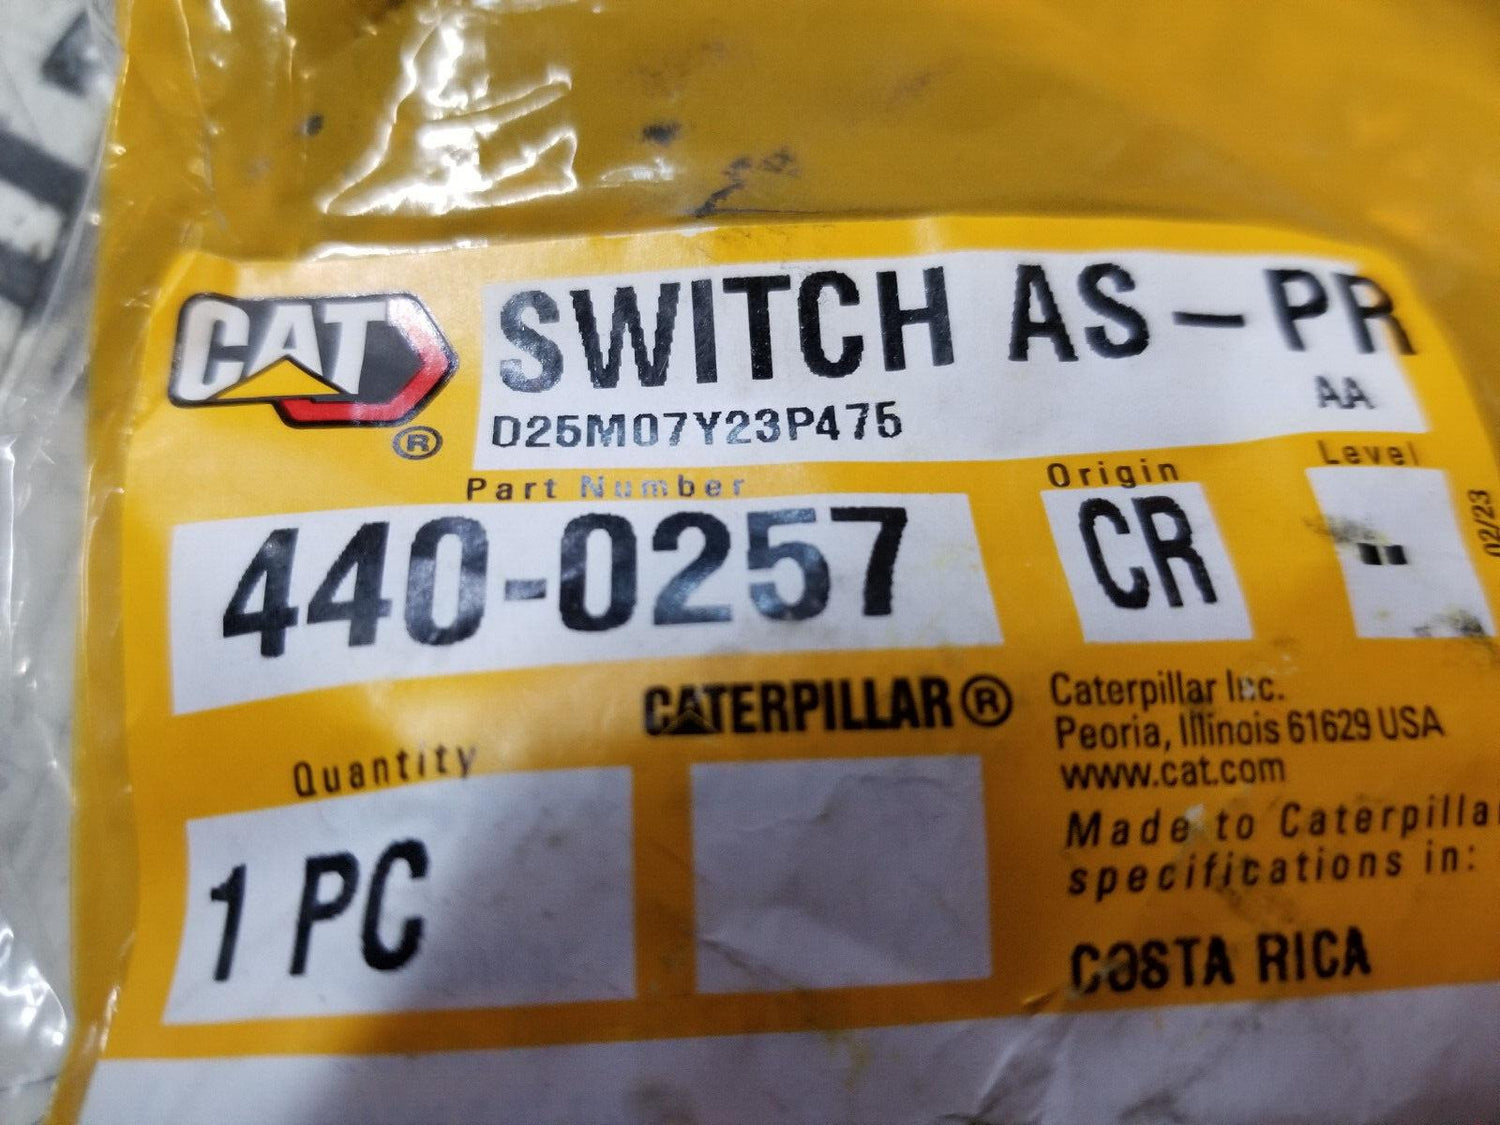 CAT ®
SWITCH AS - PR
AA
D25M07Y23P475
Part Number
440-0257
Origin
CR
Level
--
02/23
CATERPILLAR®
Caterpillar Inc.
Peoria, Illinois 61629 USA
www.cat.com
Made to Caterpillar
specifications in:
COSTA RICA
Quantity
1 PC